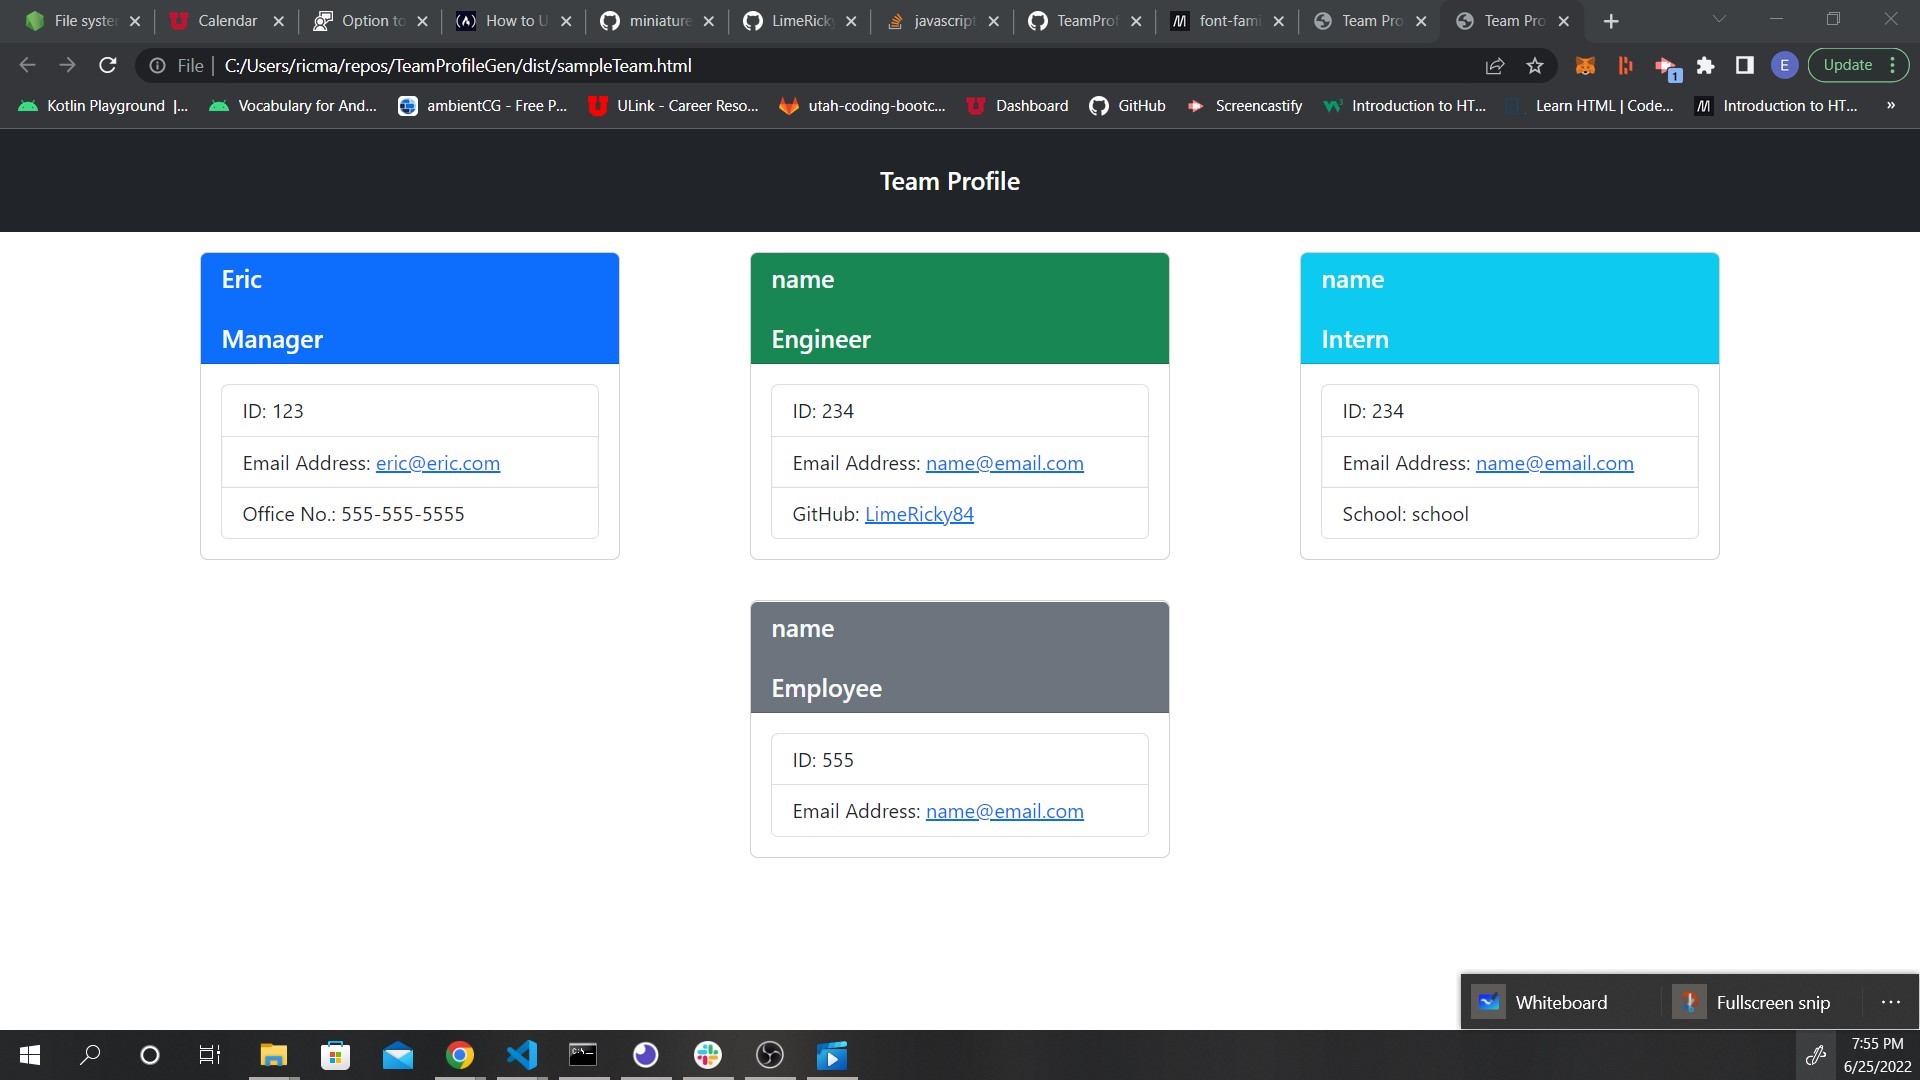 File syste
Calendar
Option to
How to U
miniature
LimeRick
javascript
TeamProf
font-fami
Team Pro
Team Pro
File
C:/Users/ricma/repos/TeamProfileGen/dist/sampleTeam.html
1
E
Update
Kotlin Playground |...
Vocabulary for And...
ambientCG - Free P...
ULink - Career Reso...
utah-coding-bootc...
Dashboard
GitHub
Screencastify
Introduction to HT...
Learn HTML | Code...
Introduction to HT...
»
Team Profile
Eric
Manager
ID: 123
Email Address: eric@eric.com
Office No.: 555-555-5555
name
Engineer
ID: 234
Email Address: name@email.com
GitHub: LimeRicky84
name
Intern
ID: 234
Email Address: name@email.com
School: school
name
Employee
ID: 555
Email Address: name@email.com
Whiteboard
Fullscreen snip
7:55 PM
6/25/2022